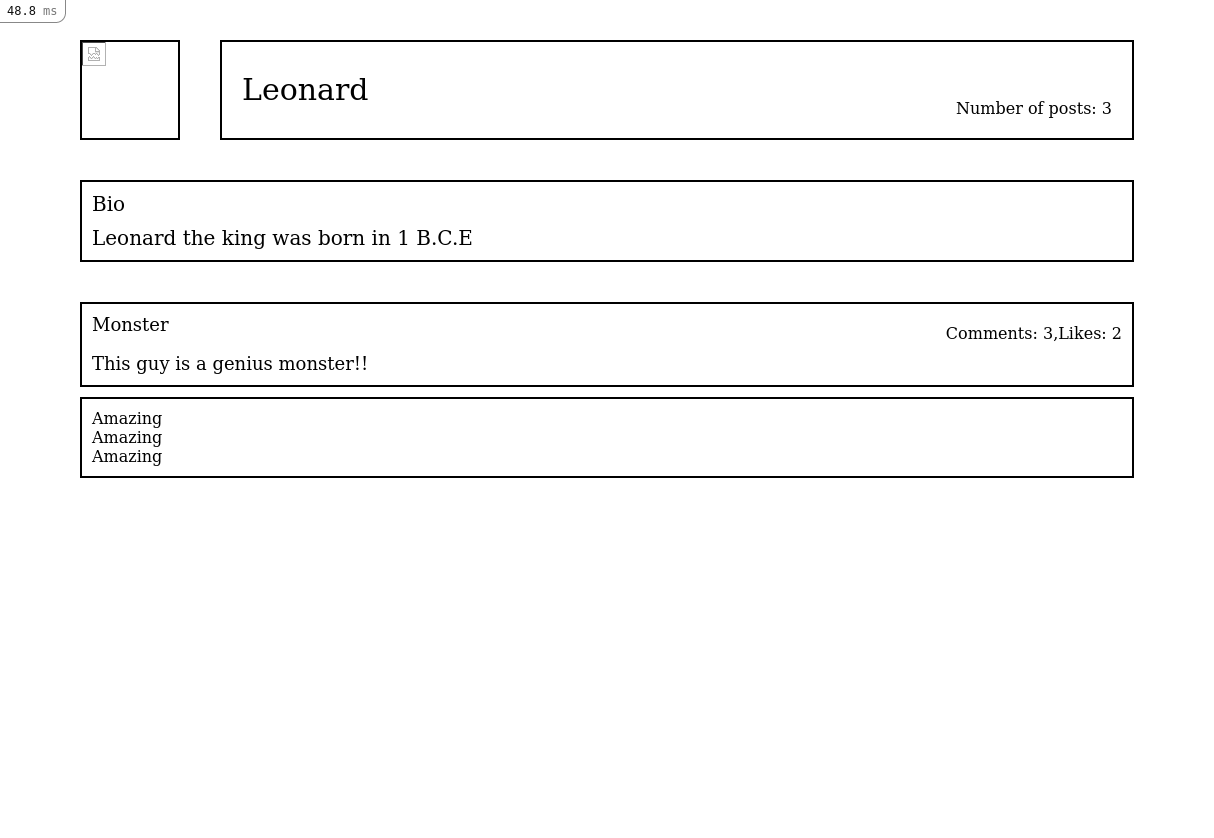 48.8 ms
Leonard
Number of posts: 3
Bio
Leonard the king was born in 1 B.C.E
Monster
Comments: 3,Likes: 2
This guy is a genius monster!!
Amazing
Amazing
Amazing